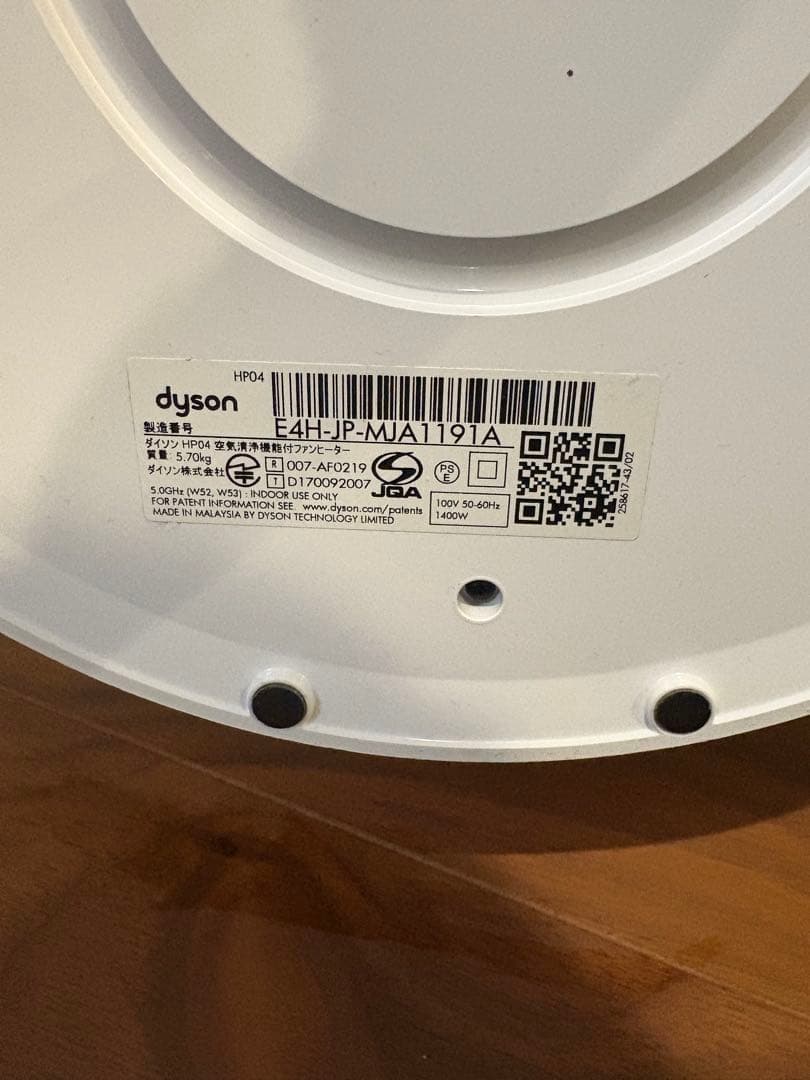 HP04
dyson
製造番号 E4H-JP-MJA1191A
ダイソン HP04 空気清浄機能付ファンヒーター
質量: 5.70kg
ダイソン株式会社
R 007-AF0219
T D170092007
JQA
PS E
5.0GHz (W52, W53) : INDOOR USE ONLY
FOR PATENT INFORMATION SEE. www.dyson.com/patents
MADE IN MALAYSIA BY DYSON TECHNOLOGY LIMITED
100V 50-60Hz
1400W
258617-43/02